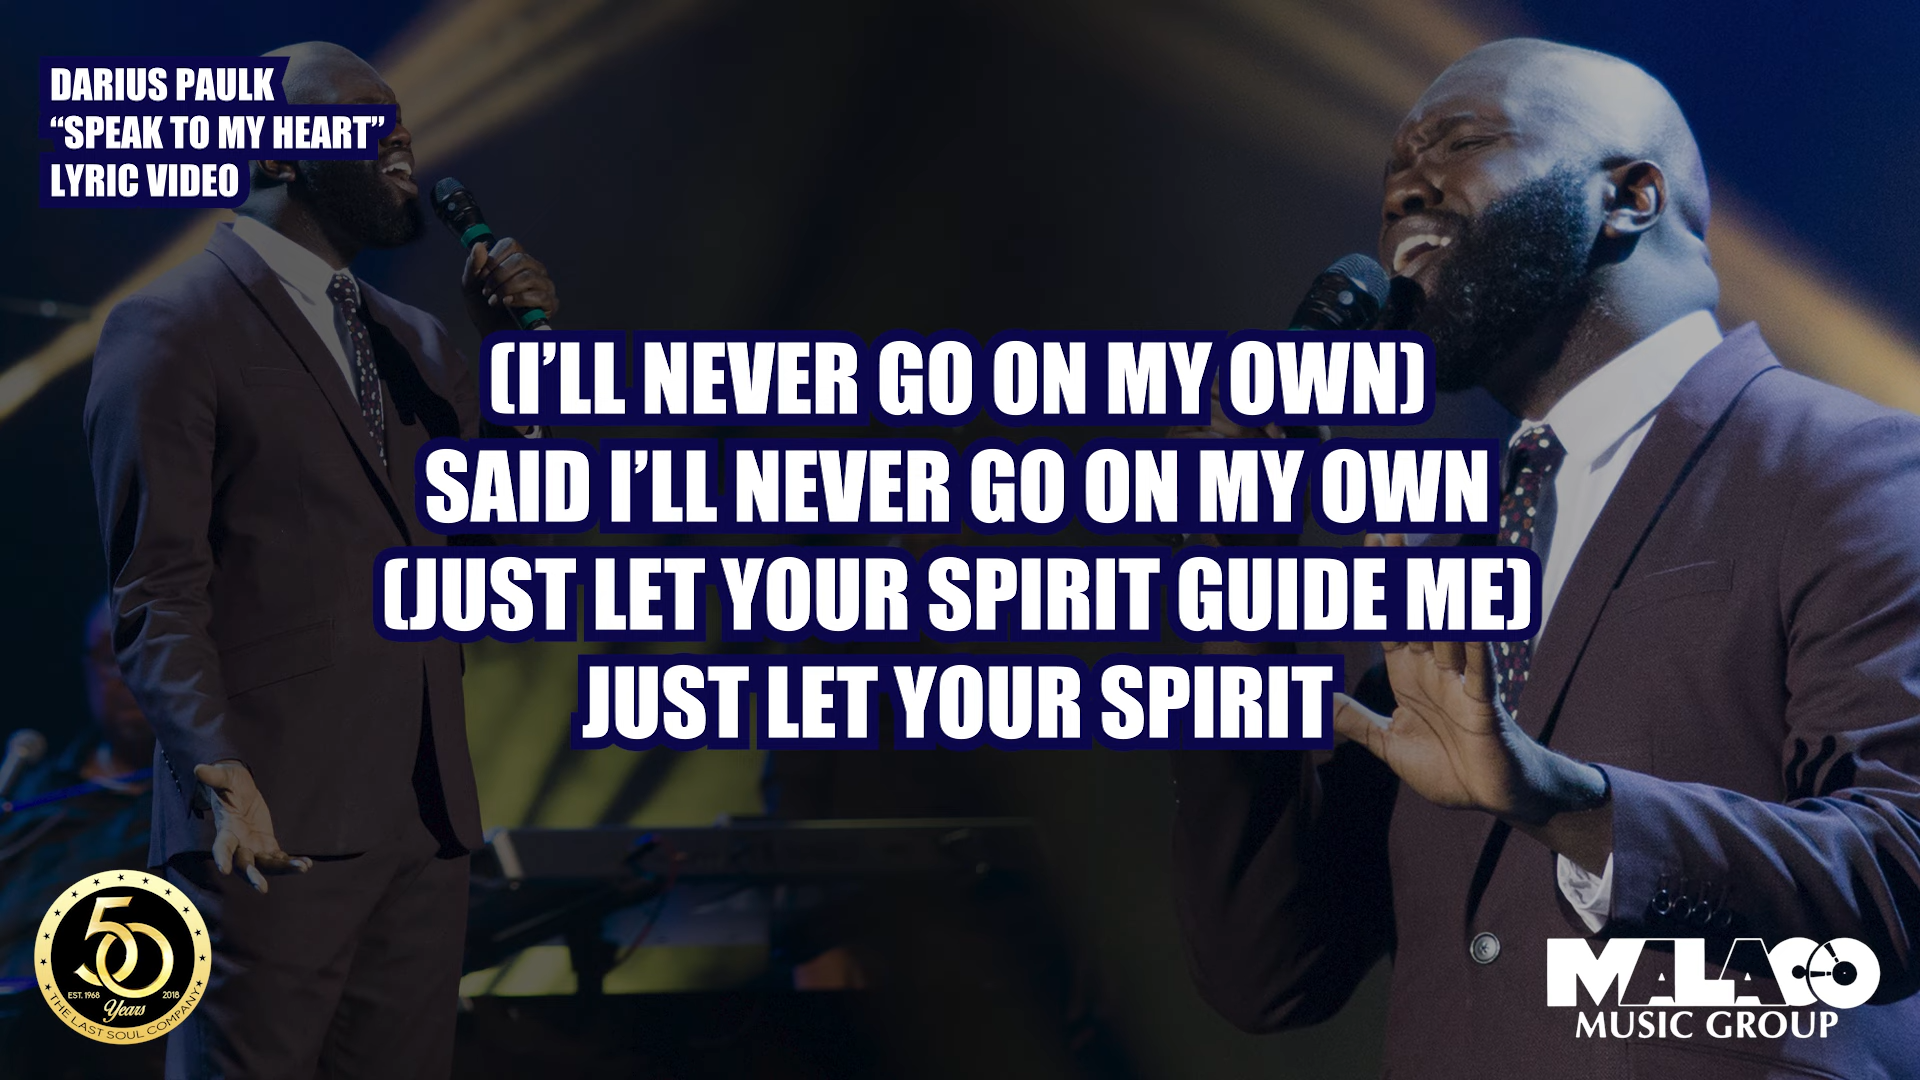 DARIUS PAULK
“SPEAK TO MY HEART”
LYRIC VIDEO
(I’LL NEVER GO ON MY OWN)
SAID I’LL NEVER GO ON MY OWN
(JUST LET YOUR SPIRIT GUIDE ME)
JUST LET YOUR SPIRIT
50
EST. 1968
2018
Years
THE LAST SOUL COMPANY
MALACO
MUSIC GROUP